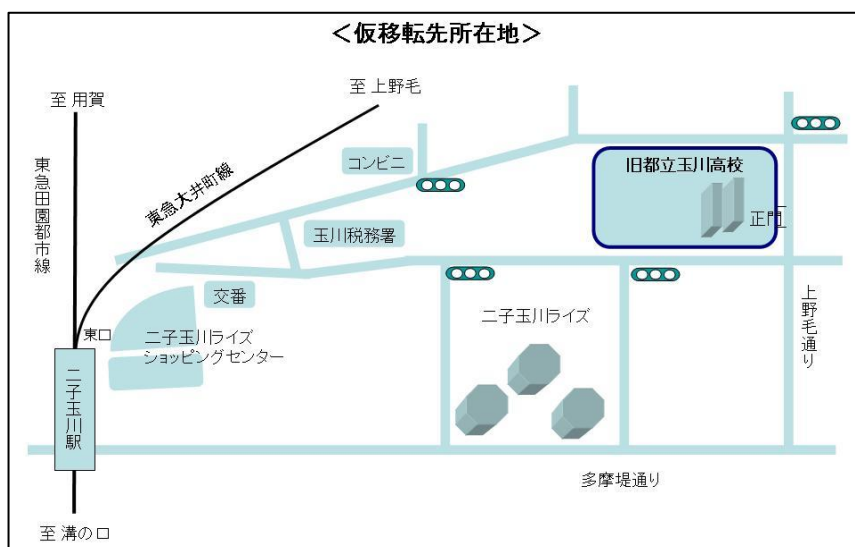 ＜仮移転先所在地＞
至 上野毛
至 用賀
東急田園都市線
東急大井町線
コンビニ
旧都立玉川高校
正門
玉川税務署
交番
東口
二子玉川ライズ
ショッピングセンター
二子玉川ライズ
上野毛通り
二子玉川駅
多摩堤通り
至 溝の口